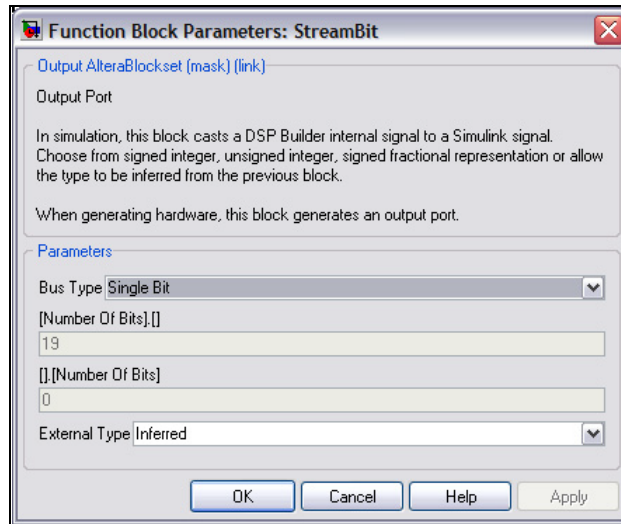 Function Block Parameters: StreamBit
Output AlteraBlockset (mask) (link)
Output Port
In simulation, this block casts a DSP Builder internal signal to a Simulink signal.
Choose from signed integer, unsigned integer, signed fractional representation or allow
the type to be inferred from the previous block.
When generating hardware, this block generates an output port.
Parameters
Bus Type Single Bit
[Number Of Bits].[]
19
[].[Number Of Bits]
0
External Type Inferred
OK Cancel Help Apply